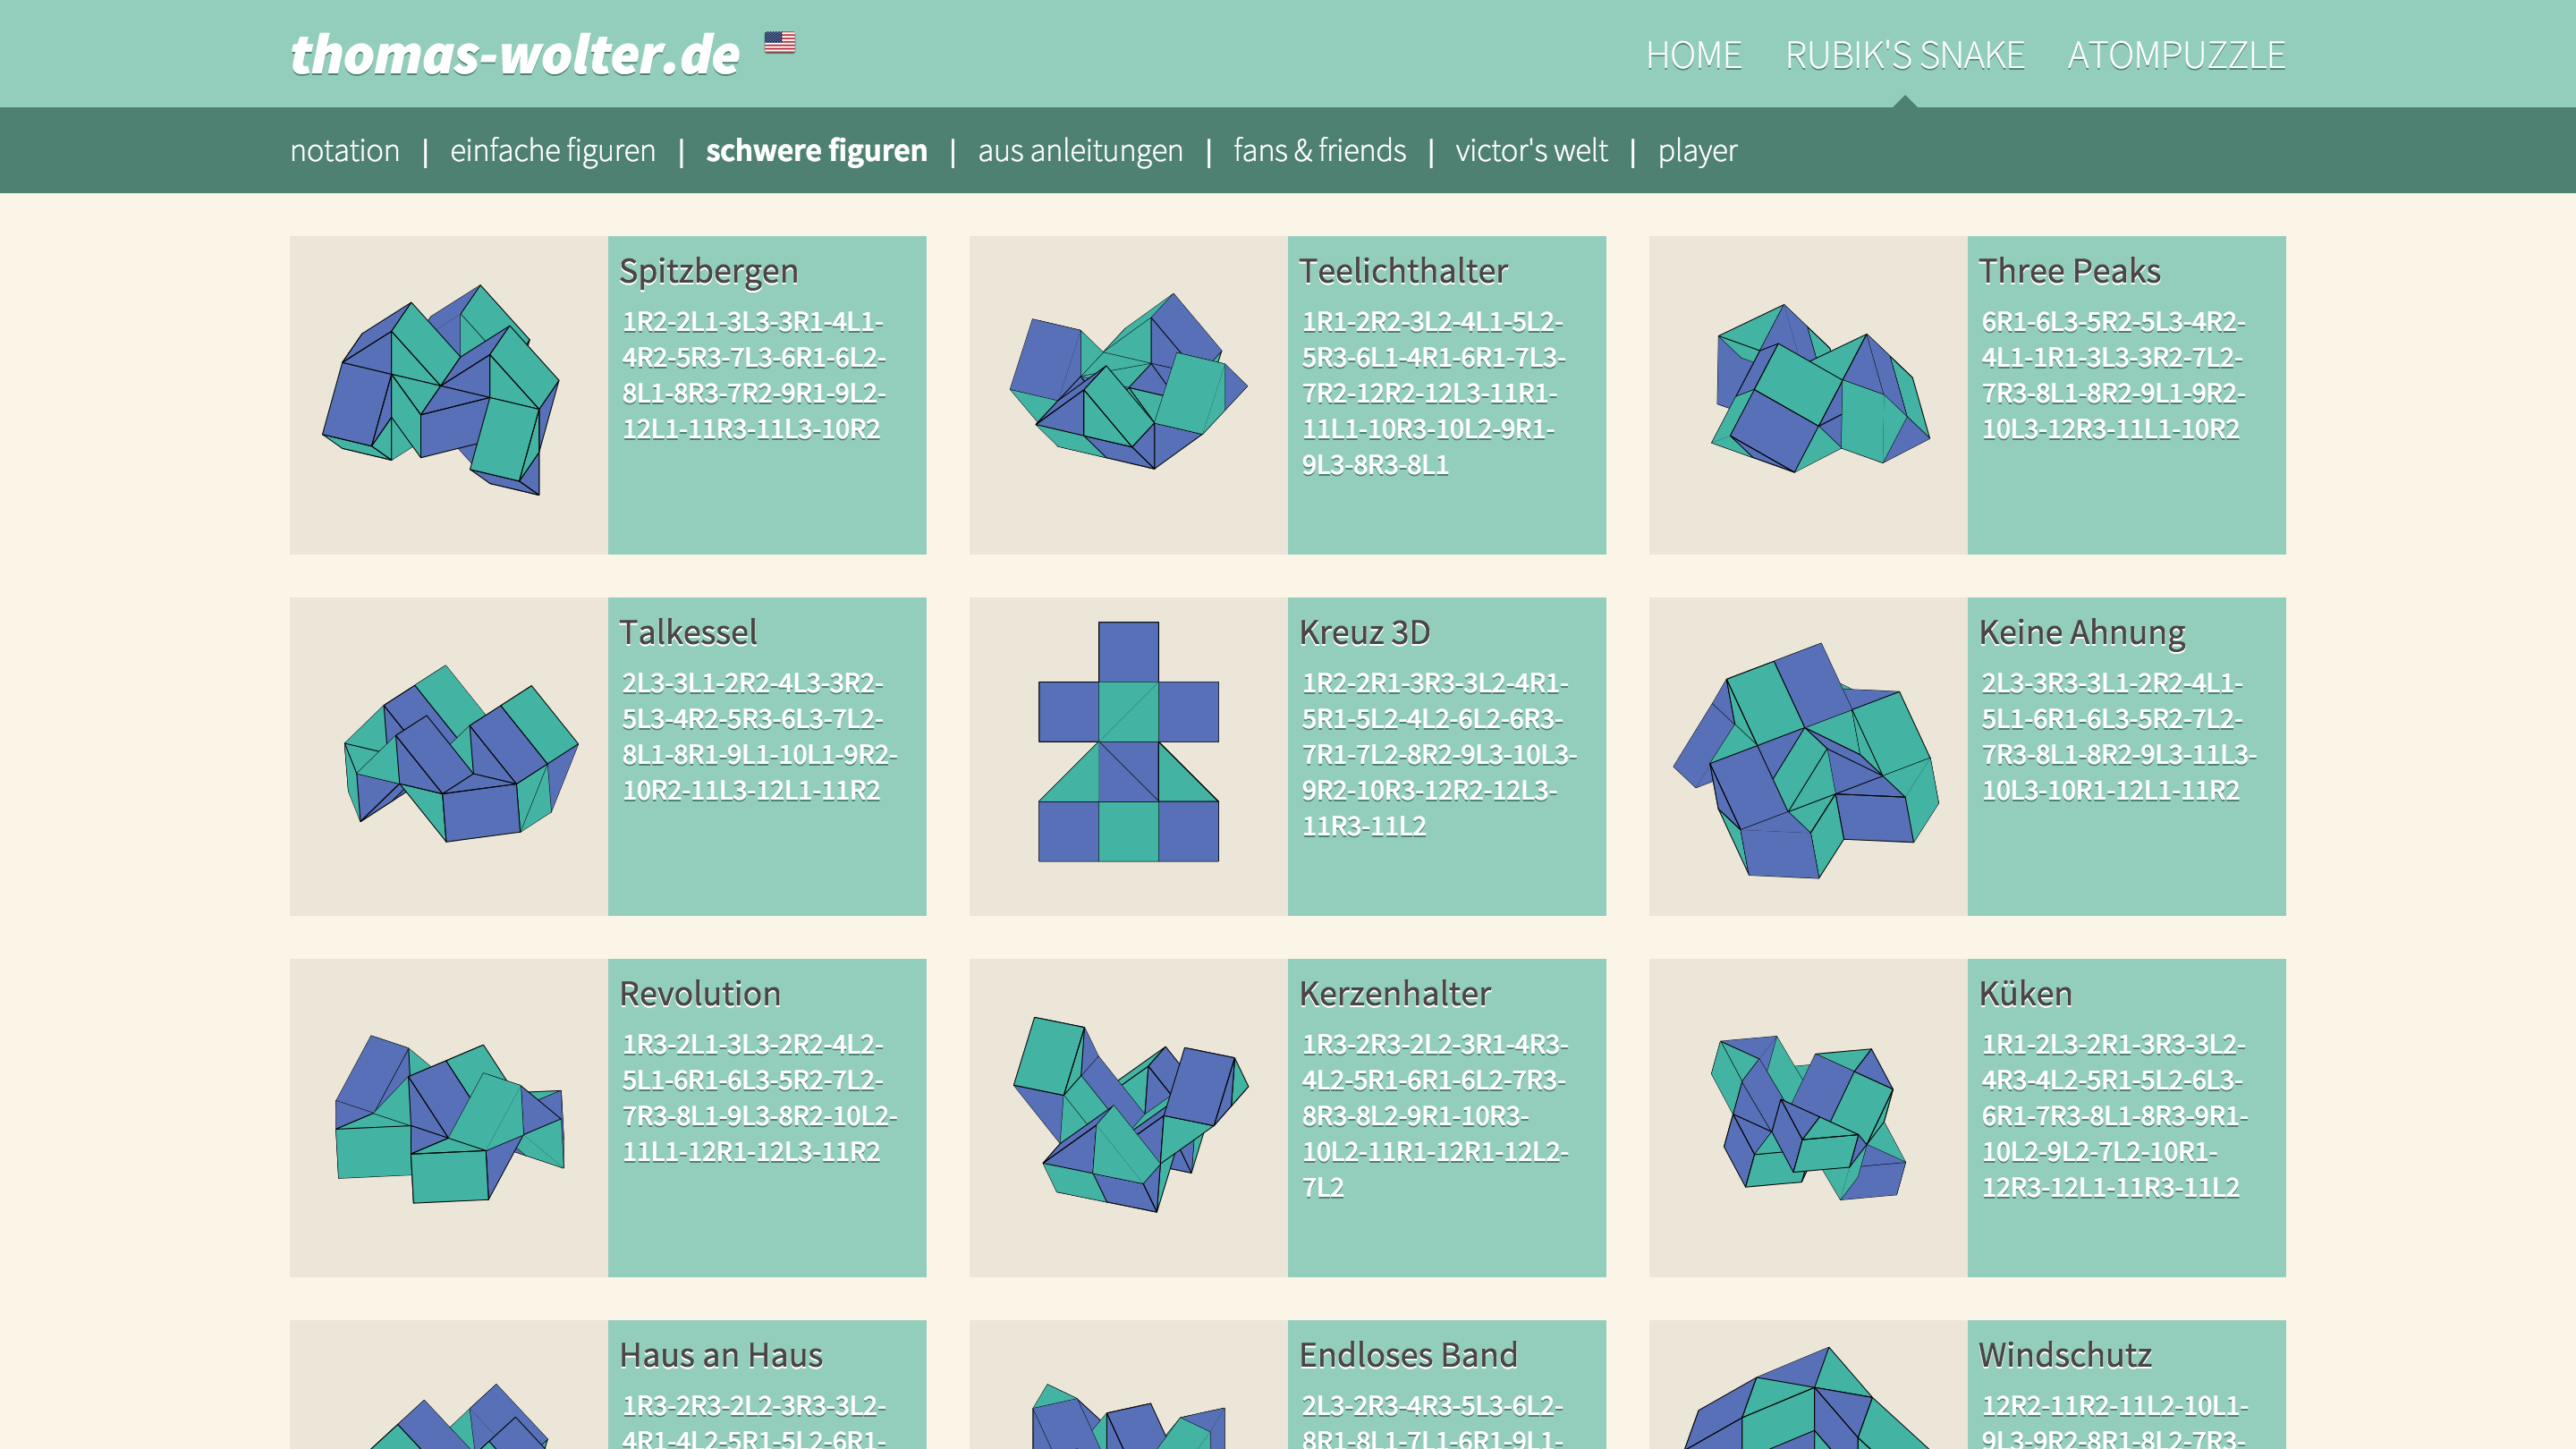 thomas-wolter.de
HOME RUBIK'S SNAKE ATOMPUZZLE
notation | einfache figuren | schwere figuren | aus anleitungen | fans & friends | victor's welt | player
Spitzbergen
1R2-2L1-3L3-3R1-4L1-
4R2-5R3-7L3-6R1-6L2-
8L1-8R3-7R2-9R1-9L2-
12L1-11R3-11L3-10R2
Teelichthalter
1R1-2R2-3L2-4L1-5L2-
5R3-6L1-4R1-6R1-7L3-
7R2-12R2-12L3-11R1-
11L1-10R3-10L2-9R1-
9L3-8R3-8L1
Three Peaks
6R1-6L3-5R2-5L3-4R2-
4L1-1R1-3L3-3R2-7L2-
7R3-8L1-8R2-9L1-9R2-
10L3-12R3-11L1-10R2
Talkessel
2L3-3L1-2R2-4L3-3R2-
5L3-4R2-5R3-6L3-7L2-
8L1-8R1-9L1-10L1-9R2-
10R2-11L3-12L1-11R2
Kreuz 3D
1R2-2R1-3R3-3L2-4R1-
5R1-5L2-4L2-6L2-6R3-
7R1-7L2-8R2-9L3-10L3-
9R2-10R3-12R2-12L3-
11R3-11L2
Keine Ahnung
2L3-3R3-3L1-2R2-4L1-
5L1-6R1-6L3-5R2-7L2-
7R3-8L1-8R2-9L3-11L3-
10L3-10R1-12L1-11R2
Revolution
1R3-2L1-3L3-2R2-4L2-
5L1-6R1-6L3-5R2-7L2-
7R3-8L1-9L3-8R2-10L2-
11L1-12R1-12L3-11R2
Kerzenhalter
1R3-2R3-2L2-3R1-4R3-
4L2-5R1-6R1-6L2-7R3-
8R3-8L2-9R1-10R3-
10L2-11R1-12R1-12L2-
7L2
Küken
1R1-2L3-2R1-3R3-3L2-
4R3-4L2-5R1-5L2-6L3-
6R1-7R3-8L1-8R3-9R1-
10L2-9L2-7L2-10R1-
12R3-12L1-11R3-11L2
Haus an Haus
1R3-2R3-2L2-3R3-3L2-
4R1-4L2-5R1-5L2-6R1-
Endloses Band
2L3-2R3-4R3-5L3-6L2-
8R1-8L1-7L1-6R1-9L1-
Windschutz
12R2-11R2-11L2-10L1-
9L3-9R2-8R1-8L2-7R3-